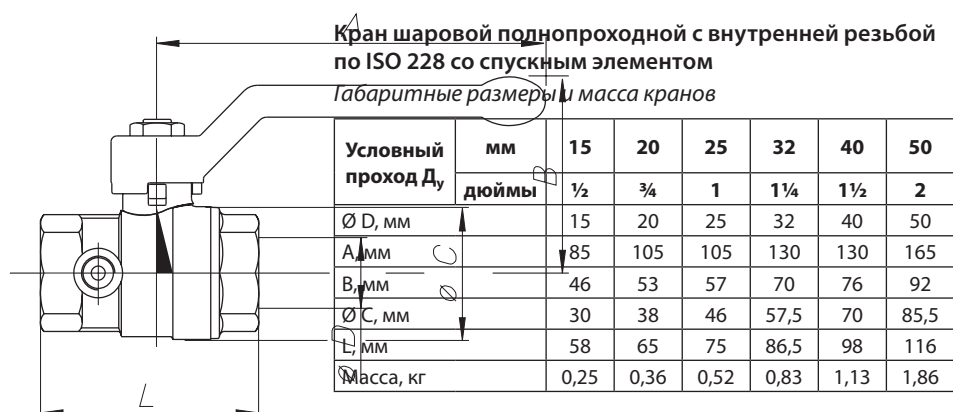 Кран шаровой полнопроходной с внутренней резьбой
по ISO 228 со спускным элементом
Габаритные размеры и масса кранов
Условный проход Ду мм 15 20 25 32 40 50
дюймы ½ ¾ 1 1¼ 1½ 2
Ø D, мм 15 20 25 32 40 50
A, мм 85 105 105 130 130 165
B, мм 46 53 57 70 76 92
Ø C, мм 30 38 46 57,5 70 85,5
L, мм 58 65 75 86,5 98 116
Масса, кг 0,25 0,36 0,52 0,83 1,13 1,86
A
B
Ø C
Ø D
L